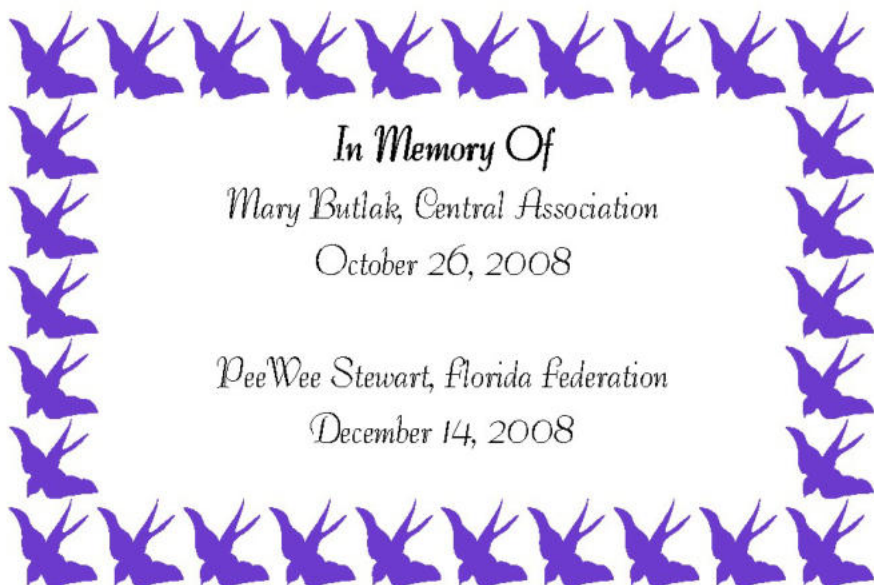 In Memory Of
Mary Butlak, Central Association
October 26, 2008
PeeWee Stewart, Florida Federation
December 14, 2008